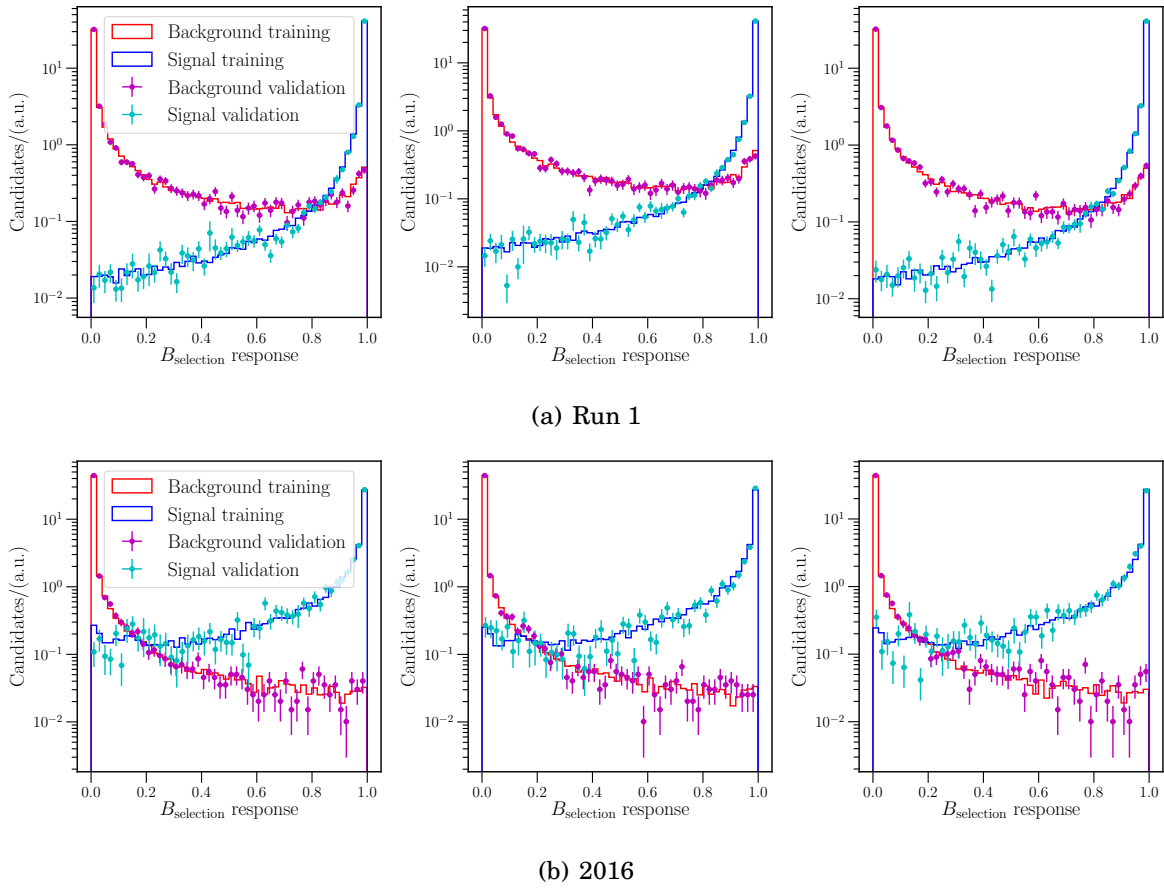 Background training
Signal training
Background validation
Signal validation
Candidates/(a.u.)
10^1
10^0
10^−1
10^−2
0.0 0.2 0.4 0.6 0.8 1.0
B_selection response
Candidates/(a.u.)
10^1
10^0
10^−1
10^−2
0.0 0.2 0.4 0.6 0.8 1.0
B_selection response
Candidates/(a.u.)
10^1
10^0
10^−1
10^−2
0.0 0.2 0.4 0.6 0.8 1.0
B_selection response
(a) Run 1
Background training
Signal training
Background validation
Signal validation
Candidates/(a.u.)
10^1
10^0
10^−1
10^−2
0.0 0.2 0.4 0.6 0.8 1.0
B_selection response
Candidates/(a.u.)
10^1
10^0
10^−1
10^−2
0.0 0.2 0.4 0.6 0.8 1.0
B_selection response
Candidates/(a.u.)
10^1
10^0
10^−1
10^−2
0.0 0.2 0.4 0.6 0.8 1.0
B_selection response
(b) 2016